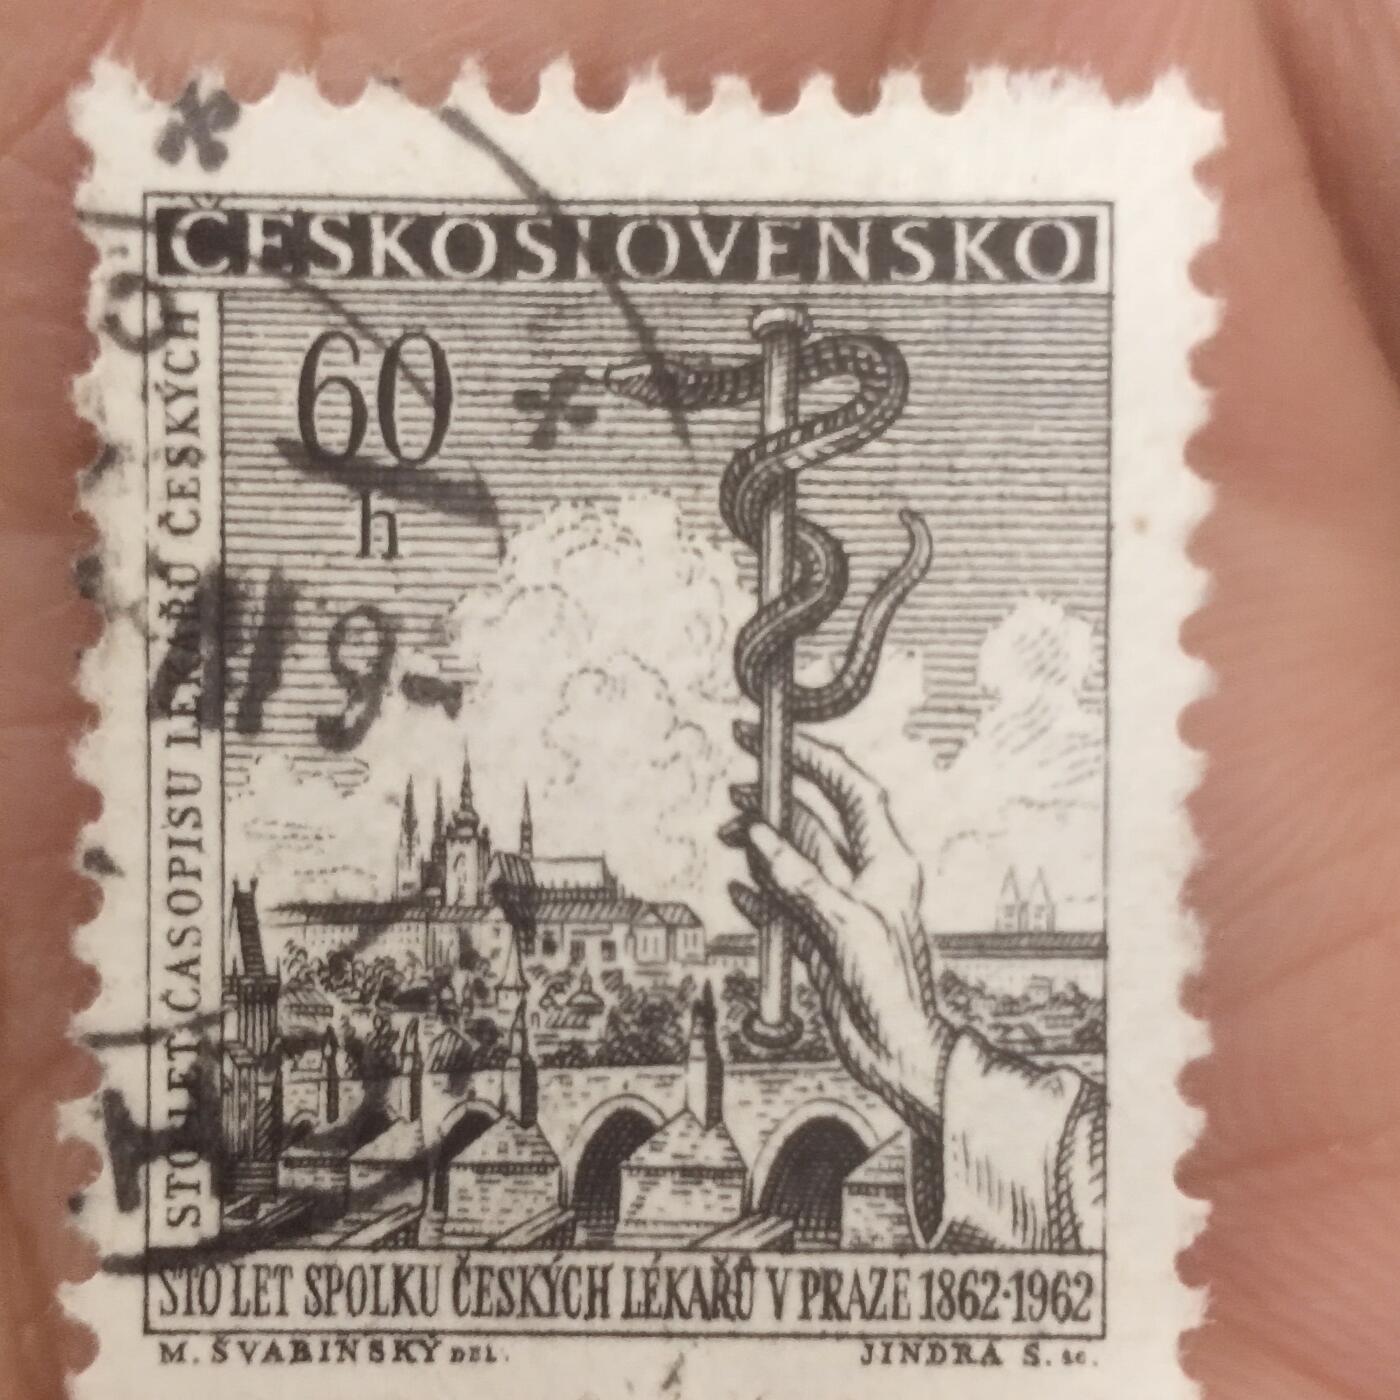 ČESKOSLOVENSKO
60
h
STO LET ČASOPISU LÉKAŘŮ ČESKÝCH
STO LET SPOLKU ČESKÝCH LÉKAŘŮ V PRAZE 1862·1962
M. ŠVABINSKÝ DEL.
JINDRA S. sc.